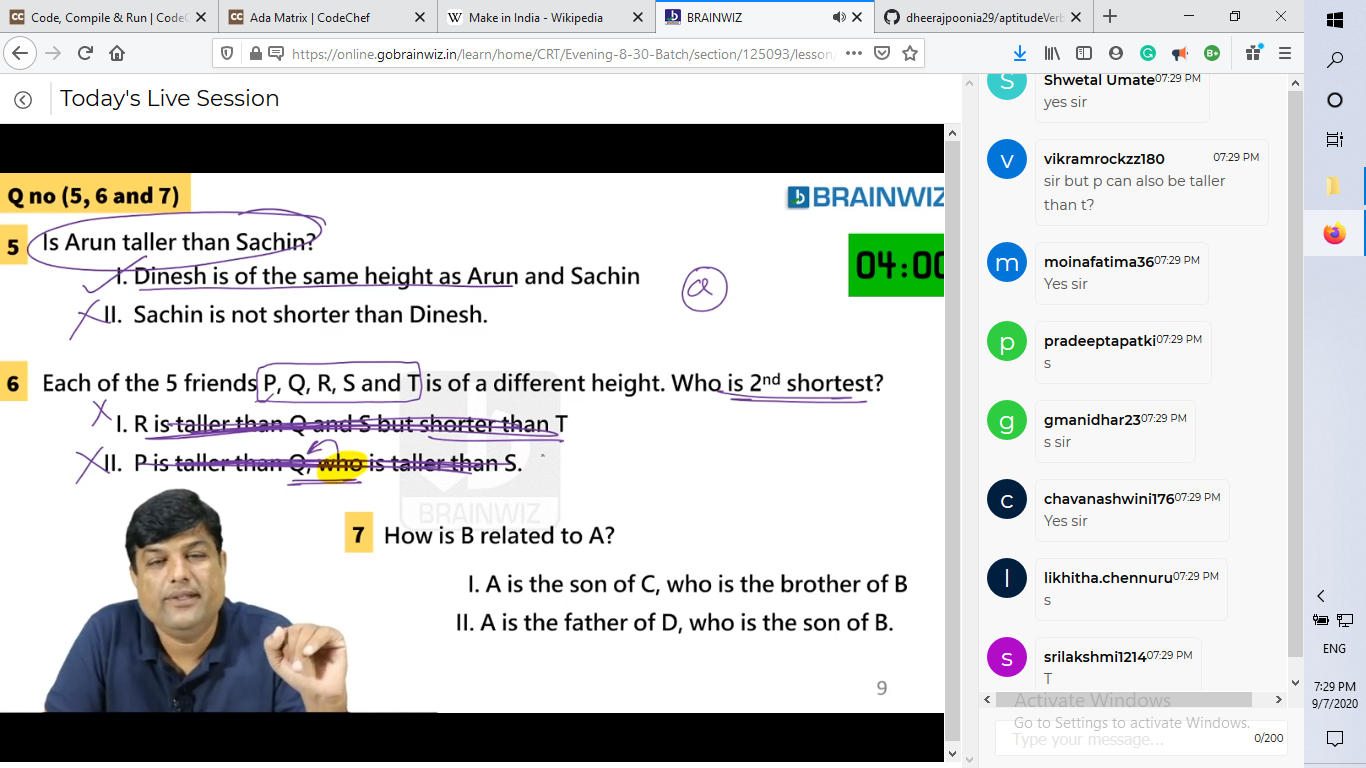 Code, Compile & Run | CodeC
Ada Matrix | CodeChef
Make in India - Wikipedia
BRAINWIZ
dheerajpoonia29/aptitudeVerb
https://online.gobrainwiz.in/learn/home/CRT/Evening-8-30-Batch/section/125093/lesson/
Today's Live Session
Q no (5, 6 and 7)
BRAINWIZ
04:00
5 Is Arun taller than Sachin?
I. Dinesh is of the same height as Arun and Sachin
a
II. Sachin is not shorter than Dinesh.
6 Each of the 5 friends P, Q, R, S and T is of a different height. Who is 2nd shortest?
I. R is taller than Q and S but shorter than T
II. P is taller than Q, who is taller than S.
BRAINWIZ
7 How is B related to A?
I. A is the son of C, who is the brother of B
II. A is the father of D, who is the son of B.
9
S
Shwetal Umate 07:29 PM
yes sir
v
vikramrockzz180 07:29 PM
sir but p can also be taller
than t?
m
moinafatima36 07:29 PM
Yes sir
p
pradeeptapatki 07:29 PM
s
g
gmanidhar23 07:29 PM
s sir
c
chavanashwini176 07:29 PM
Yes sir
l
likhitha.chennuru 07:29 PM
s
s
srilakshmi1214 07:29 PM
T
Activate Windows
Go to Settings to activate Windows.
Type your message...
0/200
ENG
7:29 PM
9/7/2020